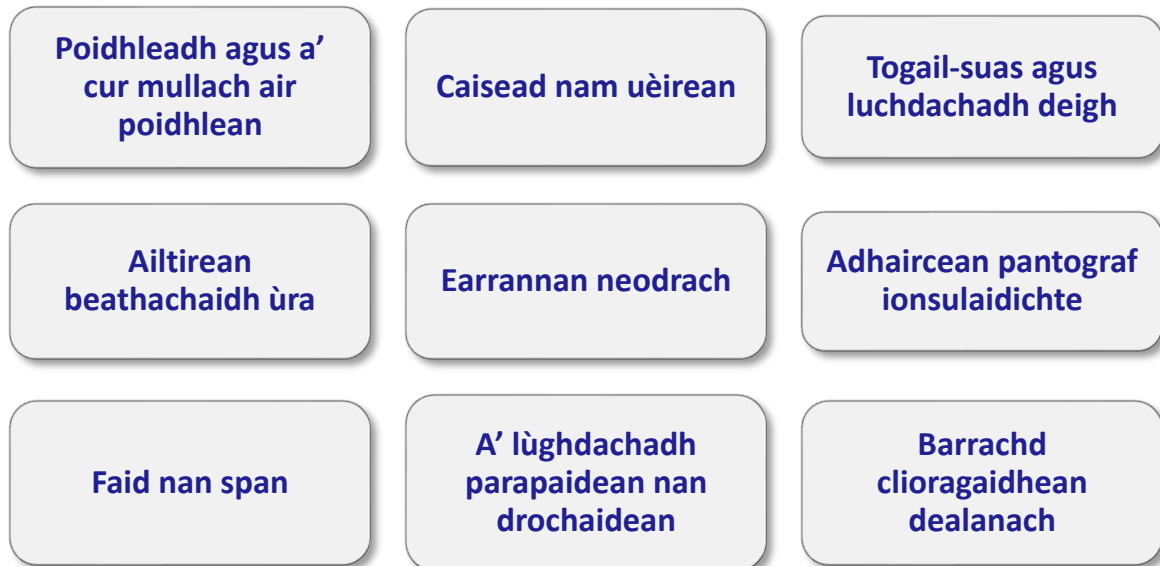 Poidhleadh agus a’
cur mullach air
poidhlean
Caisead nam uèirean
Togail-suas agus
luchdachadh deigh
Ailtirean
beathachaidh ùra
Earrannan neodrach
Adhaircean pantograf
ionsulaidichte
Faid nan span
A’ lùghdachadh
parapaidean nan
drochaidean
Barrachd
clioragaidhean
dealanach